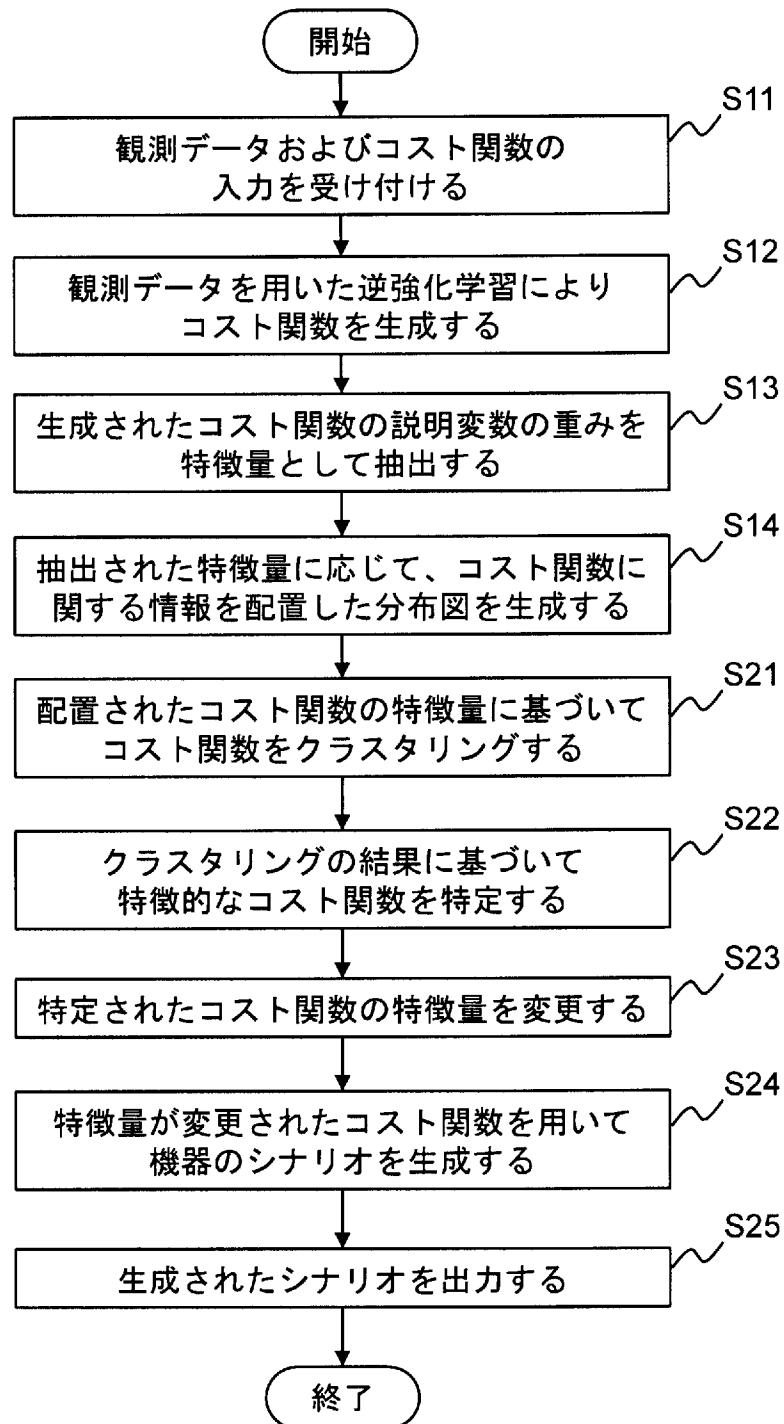 開始
S11
観測データおよびコスト関数の
入力を受け付ける
S12
観測データを用いた逆強化学習により
コスト関数を生成する
S13
生成されたコスト関数の説明変数の重みを
特徴量として抽出する
S14
抽出された特徴量に応じて、コスト関数に
関する情報を配置した分布図を生成する
S21
配置されたコスト関数の特徴量に基づいて
コスト関数をクラスタリングする
S22
クラスタリングの結果に基づいて
特徴的なコスト関数を特定する
S23
特定されたコスト関数の特徴量を変更する
S24
特徴量が変更されたコスト関数を用いて
機器のシナリオを生成する
S25
生成されたシナリオを出力する
終了